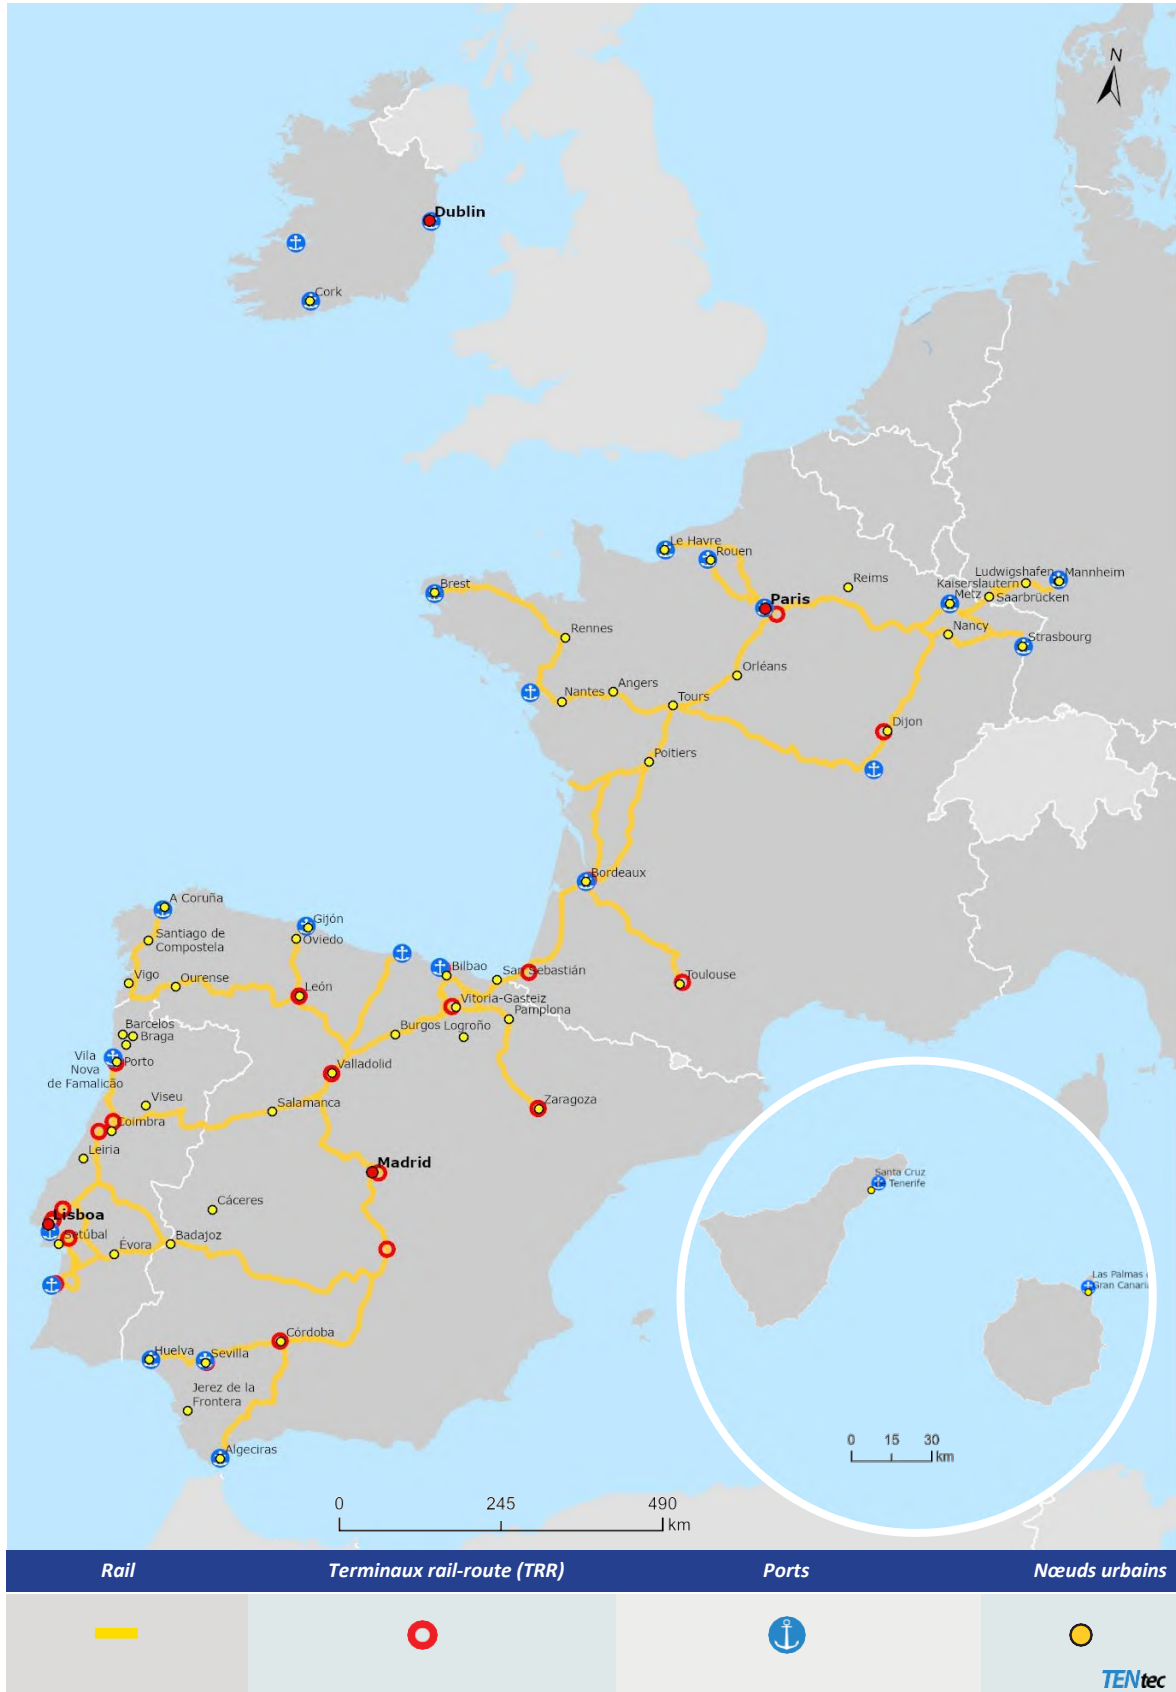 N
Dublin
Cork
Le Havre
Rouen
Reims
Ludwigshafen
Mannheim
Kaiserslautern
Metz
Saarbrücken
Brest
Paris
Nancy
Strasbourg
Rennes
Orléans
Angers
Nantes
Tours
Dijon
Poitiers
Bordeaux
A Coruña
Gijón
Santiago de
Compostela
Oviedo
Bilbao
San Sebastián
Toulouse
Vigo
Ourense
León
Vitoria-Gasteiz
Pamplona
Barcelos
Braga
Burgos
Logroño
Vila
Nova
de Famalicão
Porto
Valladolid
Viseu
Salamanca
Zaragoza
Coimbra
Leiria
Madrid
Cáceres
Lisboa
Setúbal
Évora
Badajoz
Santa Cruz
Tenerife
Las Palmas
Gran Canaria
Córdoba
Huelva
Sevilla
Jerez de la
Frontera
Algeciras
0 15 30
km
0 245 490
km
Rail
Terminaux rail-route (TRR)
Ports
Nœuds urbains
TENtec